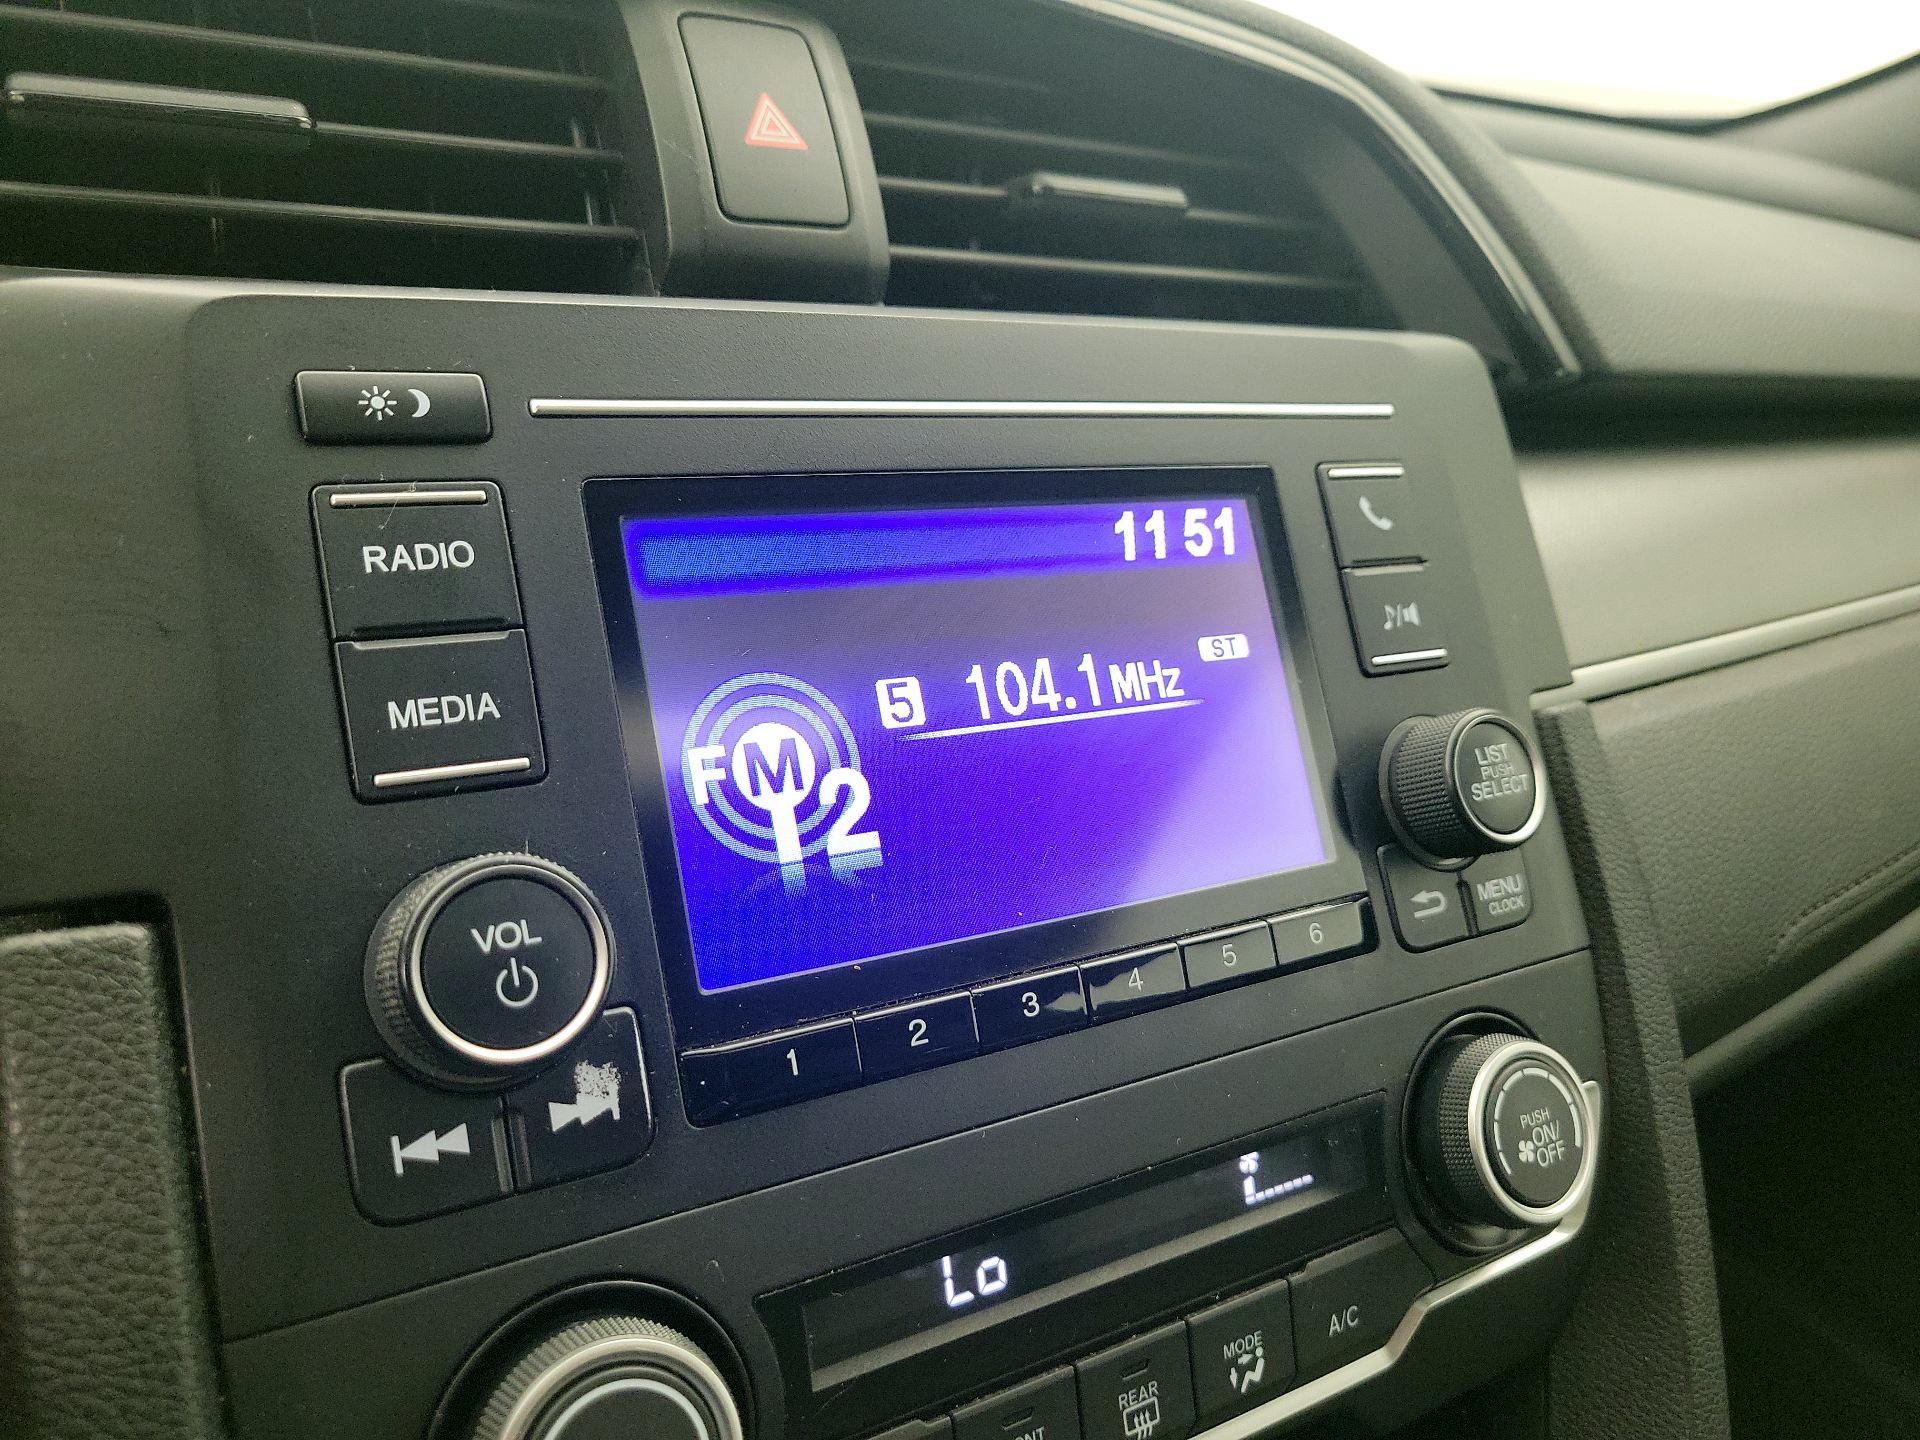 RADIO
MEDIA
VOL
11 51
ST
5 104.1 MHz
FM 2
LIST
PUSH
SELECT
MENU
CLOCK
1 2 3 4 5 6
PUSH
ON/
OFF
Lo
A/C
MODE
REAR